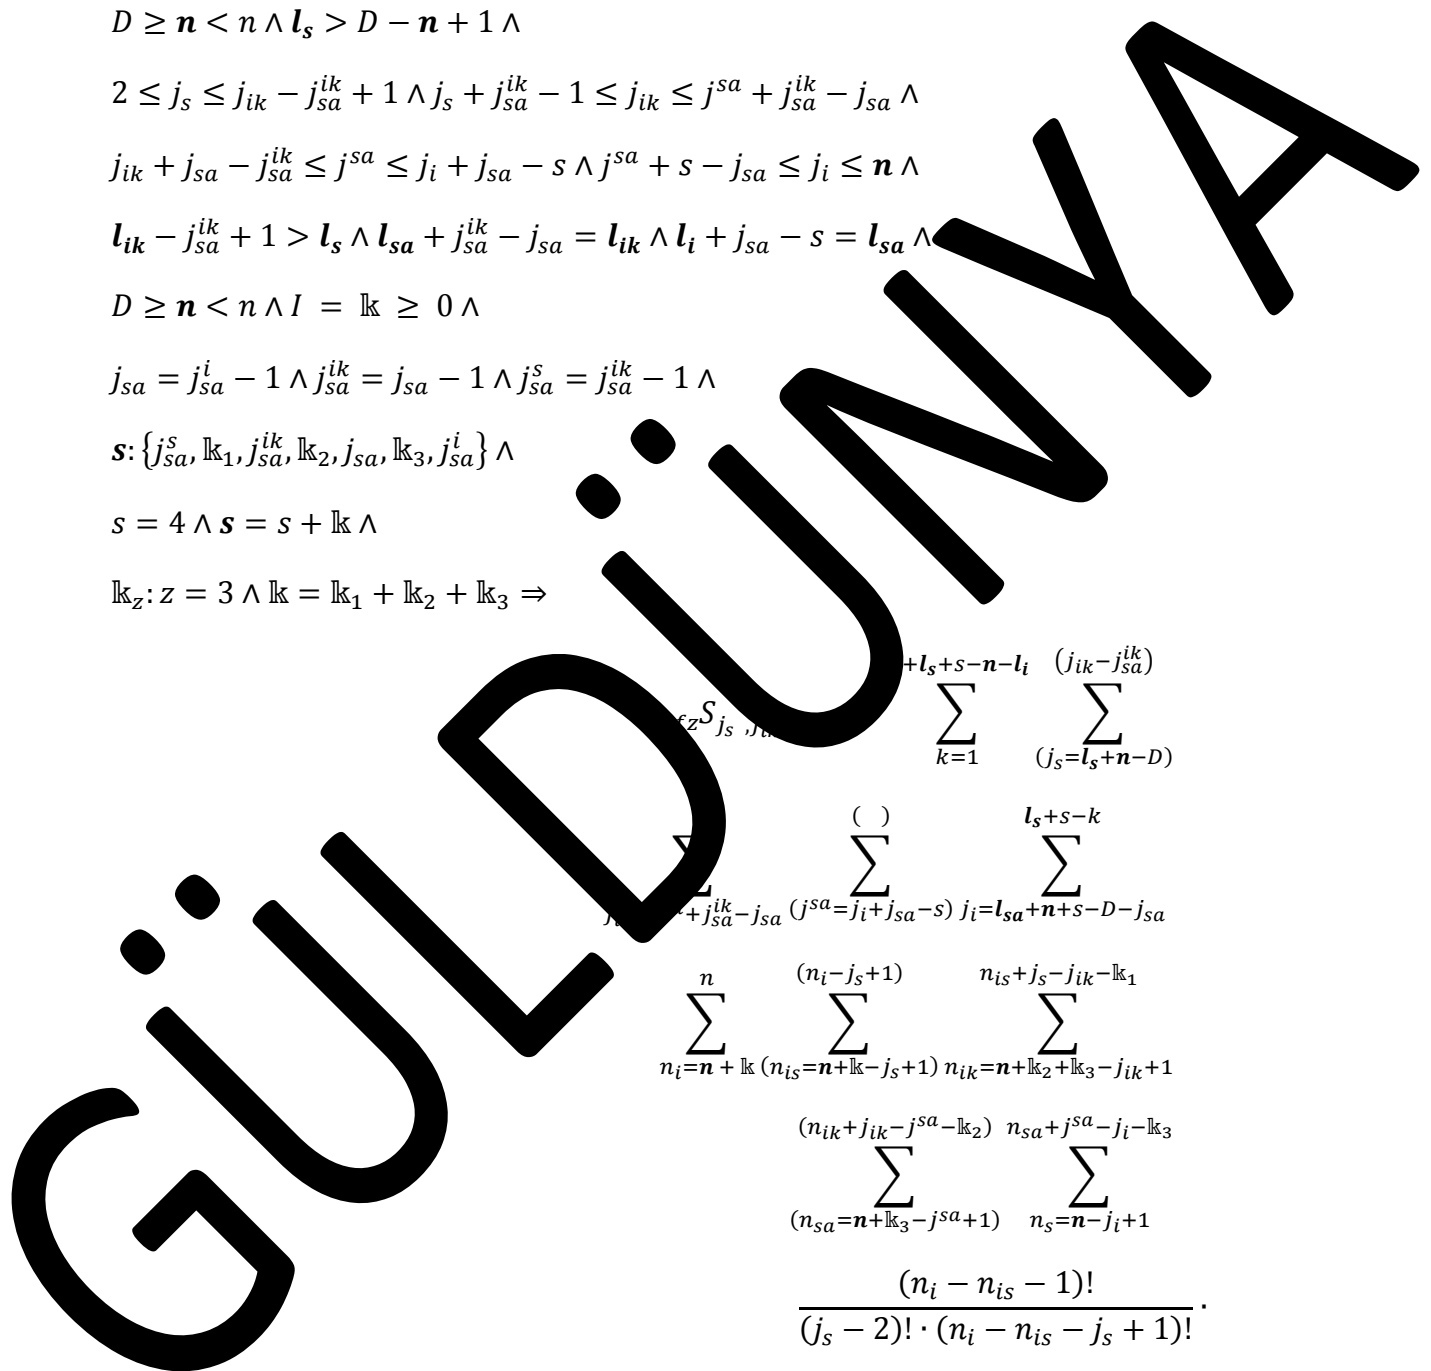 D ≥ 𝒏 < n ∧ 𝒍ₛ > D − 𝒏 + 1 ∧
2 ≤ j_s ≤ j_{ik} − j_{sa}^{ik} + 1 ∧ j_s + j_{sa}^{ik} − 1 ≤ j_{ik} ≤ j^{sa} + j_{sa}^{ik} − j_{sa} ∧
j_{ik} + j_{sa} − j_{sa}^{ik} ≤ j^{sa} ≤ j_i + j_{sa} − s ∧ j^{sa} + s − j_{sa} ≤ j_i ≤ 𝒏 ∧
𝒍_{ik} − j_{sa}^{ik} + 1 > 𝒍_s ∧ 𝒍_{sa} + j_{sa}^{ik} − j_{sa} = 𝒍_{ik} ∧ 𝒍_i + j_{sa} − s = 𝒍_{sa} ∧
D ≥ 𝒏 < n ∧ I = 𝕜 ≥ 0 ∧
j_{sa} = j_{sa}^{i} − 1 ∧ j_{sa}^{ik} = j_{sa} − 1 ∧ j_{sa}^{s} = j_{sa}^{ik} − 1 ∧
𝒔: {j_{sa}^{s}, 𝕜_1, j_{sa}^{ik}, 𝕜_2, j_{sa}, 𝕜_3, j_{sa}^{i}} ∧
s = 4 ∧ 𝒔 = s + 𝕜 ∧
𝕜_z: z = 3 ∧ 𝕜 = 𝕜_1 + 𝕜_2 + 𝕜_3 ⇒
+𝒍_s+s−𝒏−𝒍_i (j_{ik}−j_{sa}^{ik})
S_{j_s, ∑ ∑
k=1 (j_s=𝒍_s+𝒏−D)
( ) 𝒍_s+s−k
∑ ∑ ∑
+j_{sa}^{ik}−j_{sa} (j^{sa}=j_i+j_{sa}−s) j_i=𝒍_{sa}+𝒏+s−D−j_{sa}
n (n_i−j_s+1) n_{is}+j_s−j_{ik}−𝕜_1
∑ ∑ ∑
n_i=𝒏+𝕜 (n_{is}=𝒏+𝕜−j_s+1) n_{ik}=𝒏+𝕜_2+𝕜_3−j_{ik}+1
(n_{ik}+j_{ik}−j^{sa}−𝕜_2) n_{sa}+j^{sa}−j_i−𝕜_3
∑ ∑
(n_{sa}=𝒏+𝕜_3−j^{sa}+1) n_s=𝒏−j_i+1
(n_i − n_{is} − 1)!
(j_s − 2)! · (n_i − n_{is} − j_s + 1)! ·
GÜLDÜNYA